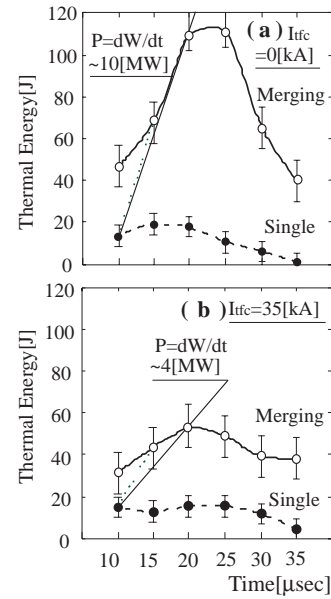 120
( a ) Itfc
=0[kA]
P=dW/dt
~10[MW]
Merging
Single
100
80
60
40
20
0
Thermal Energy[J]
120
( b ) Itfc=35[kA]
P=dW/dt
~4[MW]
Merging
Single
100
80
60
40
20
0
Thermal Energy[J]
10 15 20 25 30 35
Time[μsec]